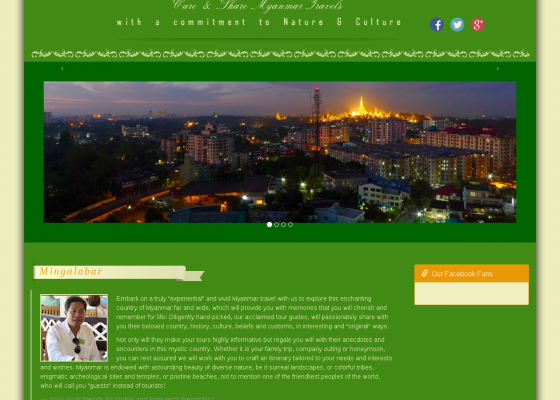 Care & Share Myanmar Travels
with a commitment to Nature & Culture
Mingalabar
Our Facebook Fans
Embark on a truly "experiential" and vivid Myanmar travel with us to explore this enchanting
country of Myanmar far and wide, which will provide you with memories that you will cherish and
remember for life! Diligently hand-picked, our acclaimed tour guides, will passionately share with
you their beloved country, history, culture, beliefs and customs, in interesting and "original" ways.
Not only will they make your tours highly informative but regale you will with their anecdotes and
encounters in this mystic country. Whether it is your family trip, company outing or honeymoon,
you can rest assured we will work with you to craft an itinerary tailored to your needs and interests
and wishes. Myanmar is endowed with astounding beauty of diverse nature, be it surreal landscapes, or colorful tribes,
enigmatic archeological sites and temples, or pristine beaches, not to mention one of the friendliest peoples of the world,
who will call you "guests" instead of tourists!